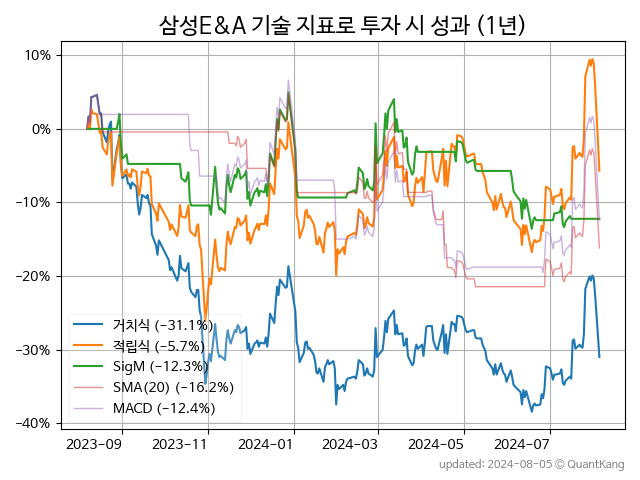 삼성E&A 기술 지표로 투자 시 성과 (1년)
10%
0%
−10%
−20%
−30%
−40%
거치식 (−31.1%)
적립식 (−5.7%)
SigM (−12.3%)
SMA(20) (−16.2%)
MACD (−12.4%)
2023-09
2023-11
2024-01
2024-03
2024-05
2024-07
updated: 2024-08-05 © QuantKang